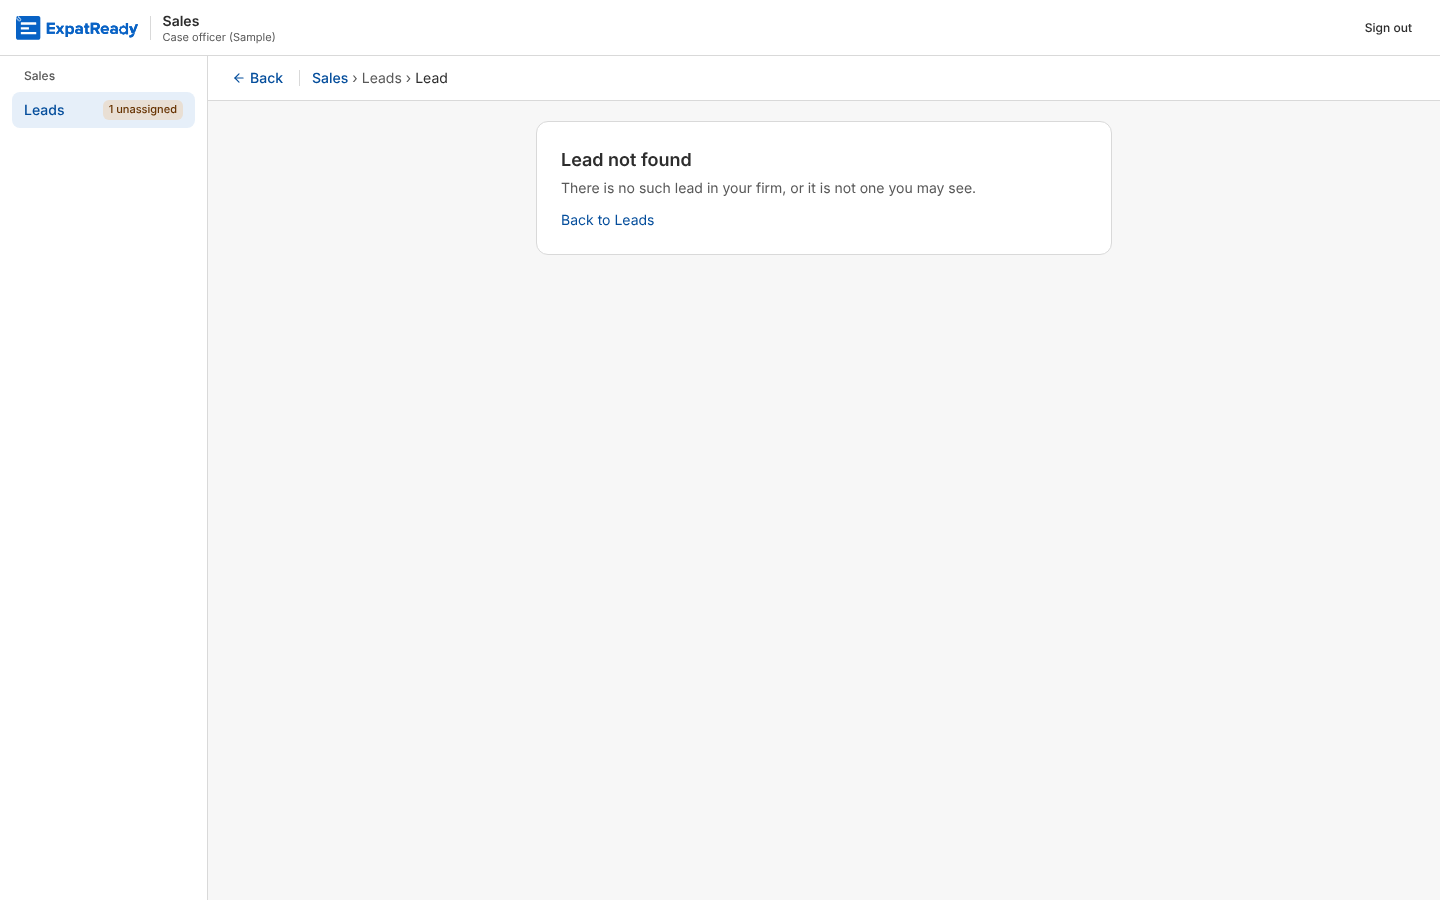 ExpatReady
Sales
Case officer (Sample)
Sign out
Sales
Leads
1 unassigned
← Back
Sales › Leads › Lead
Lead not found
There is no such lead in your firm, or it is not one you may see.
Back to Leads